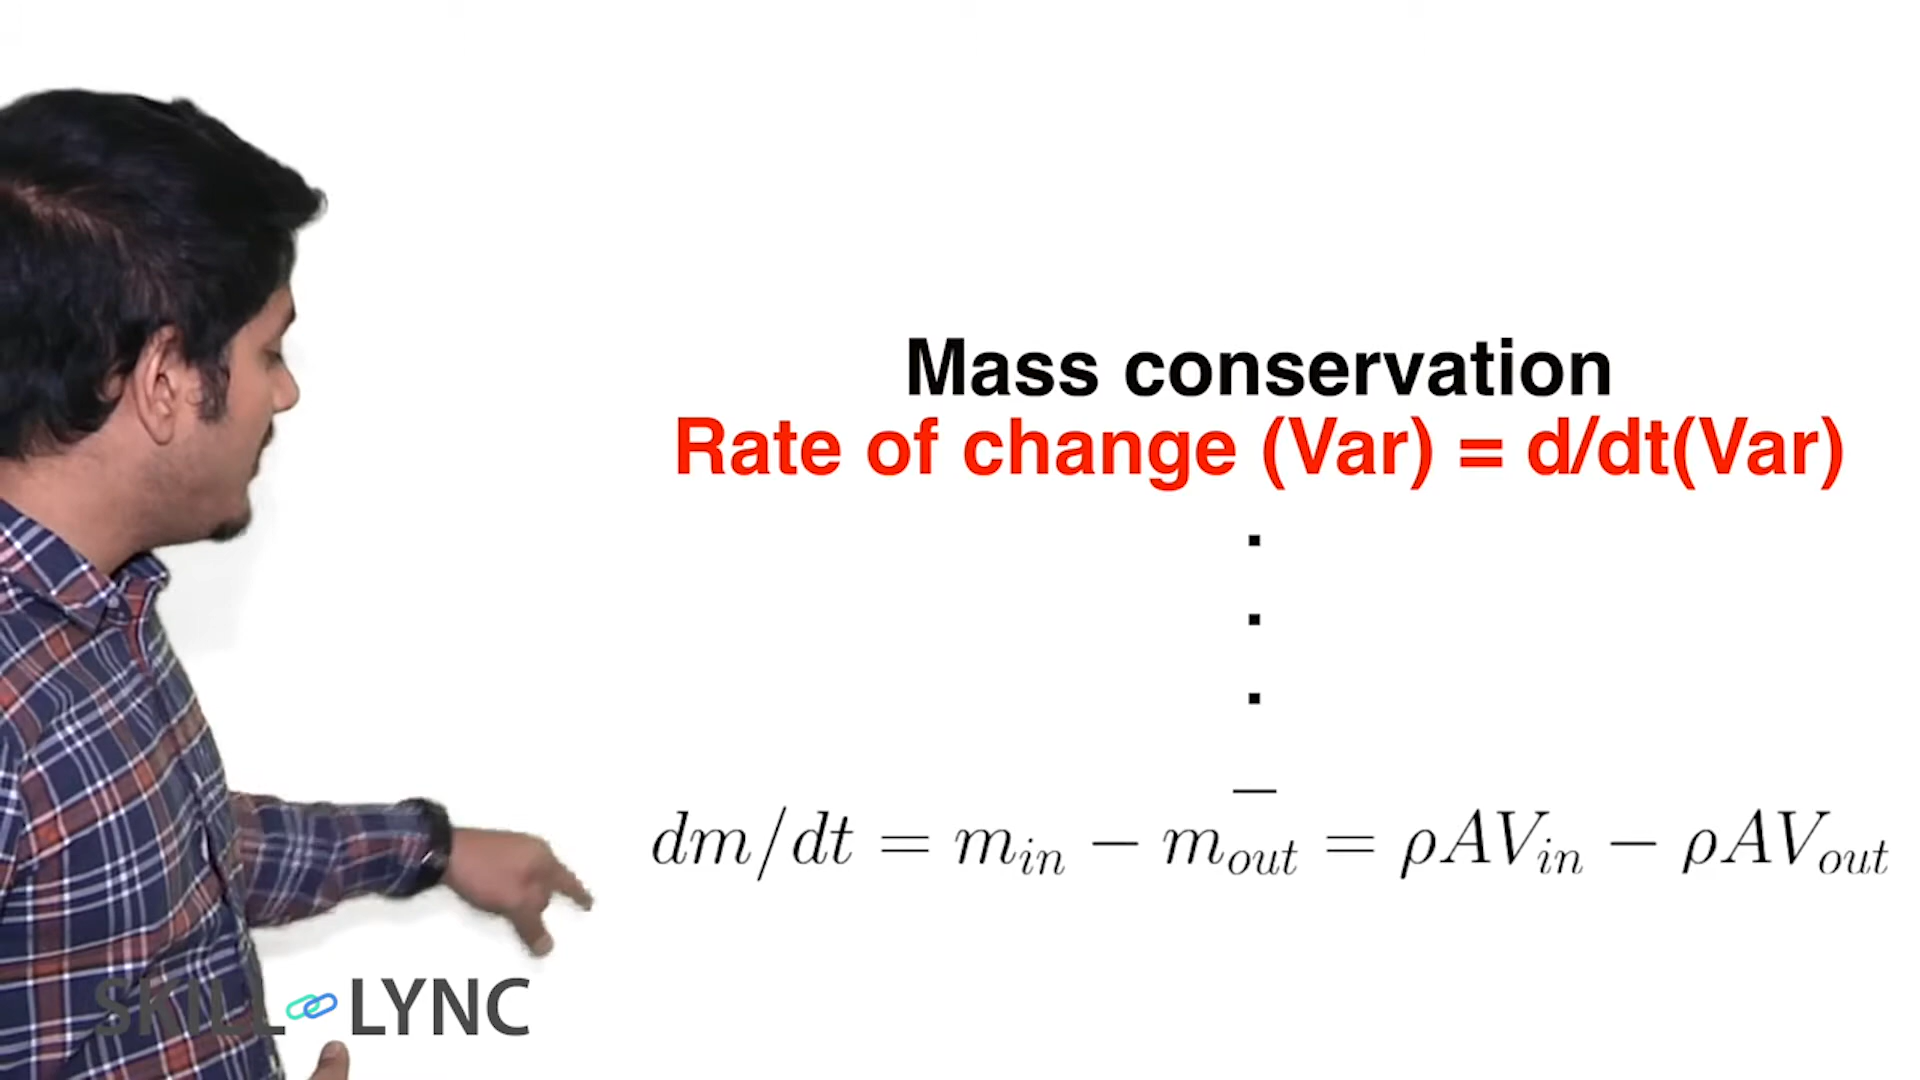 Mass conservation
Rate of change (Var) = d/dt(Var)
.
.
.
_
dm/dt = m_in − m_out = ρAV_in − ρAV_out
SKILL LYNC